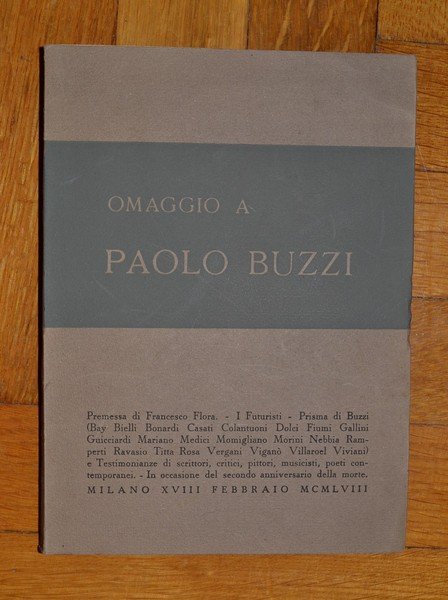 OMAGGIO A
PAOLO BUZZI
Premessa di Francesco Flora. - I Futuristi - Prisma di Buzzi
(Bay Bielli Bonardi Casati Colantuoni Dolci Fiumi Gallini
Guicciardi Mariano Medici Momigliano Morini Nebbia Ram-
perti Ravasio Titta Rosa Vergani Viganò Villaroel Viviani)
e Testimonanze di scrittori, critici, pittori, musicisti, poeti con-
temporanei. - In occasione del secondo anniversario della morte.
MILANO XVIII FEBBRAIO MCMLVIII